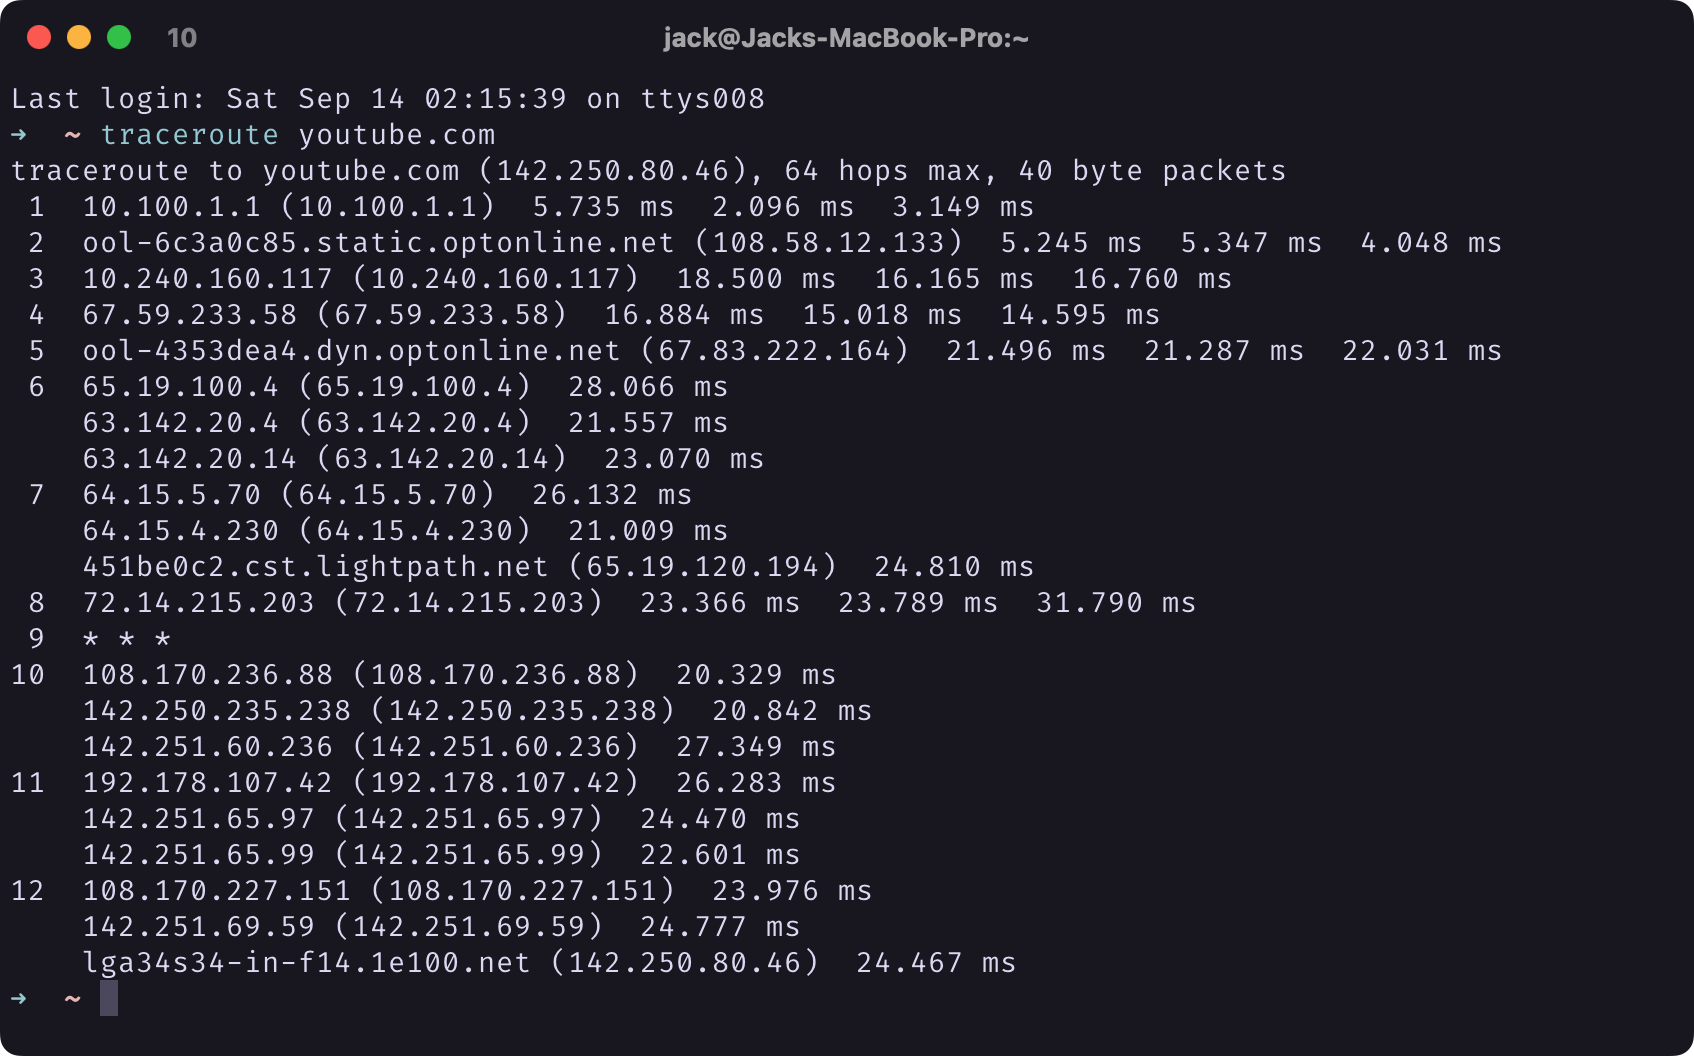 10
jack@Jacks-MacBook-Pro:~
Last login: Sat Sep 14 02:15:39 on ttys008
→  ~ traceroute youtube.com
traceroute to youtube.com (142.250.80.46), 64 hops max, 40 byte packets
 1  10.100.1.1 (10.100.1.1)  5.735 ms  2.096 ms  3.149 ms
 2  ool-6c3a0c85.static.optonline.net (108.58.12.133)  5.245 ms  5.347 ms  4.048 ms
 3  10.240.160.117 (10.240.160.117)  18.500 ms  16.165 ms  16.760 ms
 4  67.59.233.58 (67.59.233.58)  16.884 ms  15.018 ms  14.595 ms
 5  ool-4353dea4.dyn.optonline.net (67.83.222.164)  21.496 ms  21.287 ms  22.031 ms
 6  65.19.100.4 (65.19.100.4)  28.066 ms
    63.142.20.4 (63.142.20.4)  21.557 ms
    63.142.20.14 (63.142.20.14)  23.070 ms
 7  64.15.5.70 (64.15.5.70)  26.132 ms
    64.15.4.230 (64.15.4.230)  21.009 ms
    451be0c2.cst.lightpath.net (65.19.120.194)  24.810 ms
 8  72.14.215.203 (72.14.215.203)  23.366 ms  23.789 ms  31.790 ms
 9  * * *
10  108.170.236.88 (108.170.236.88)  20.329 ms
    142.250.235.238 (142.250.235.238)  20.842 ms
    142.251.60.236 (142.251.60.236)  27.349 ms
11  192.178.107.42 (192.178.107.42)  26.283 ms
    142.251.65.97 (142.251.65.97)  24.470 ms
    142.251.65.99 (142.251.65.99)  22.601 ms
12  108.170.227.151 (108.170.227.151)  23.976 ms
    142.251.69.59 (142.251.69.59)  24.777 ms
    lga34s34-in-f14.1e100.net (142.250.80.46)  24.467 ms
→  ~